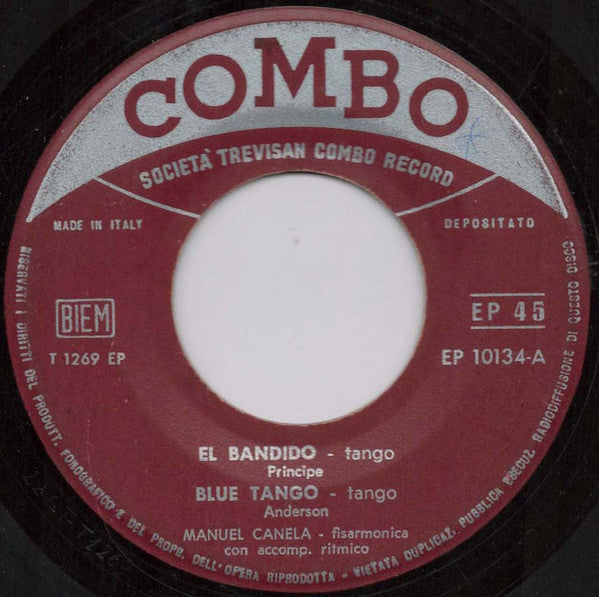 COMBO
SOCIETÀ TREVISAN COMBO RECORD
MADE IN ITALY
DEPOSITATO
BIEM
EP 45
T 1269 EP
EP 10134-A
EL BANDIDO - tango
Principe
BLUE TANGO - tango
Anderson
MANUEL CANELA - fisarmonica
con accomp. ritmico
RISERVATI I DIRITTI DEL PRODUTT. FONOGRAFICO E DEL PROPR. DELL'OPERA RIPRODOTTA - VIETATA DUPLICAZ. PUBBLICA ESECUZ. RADIODIFFUSIONE DI QUESTO DISCO